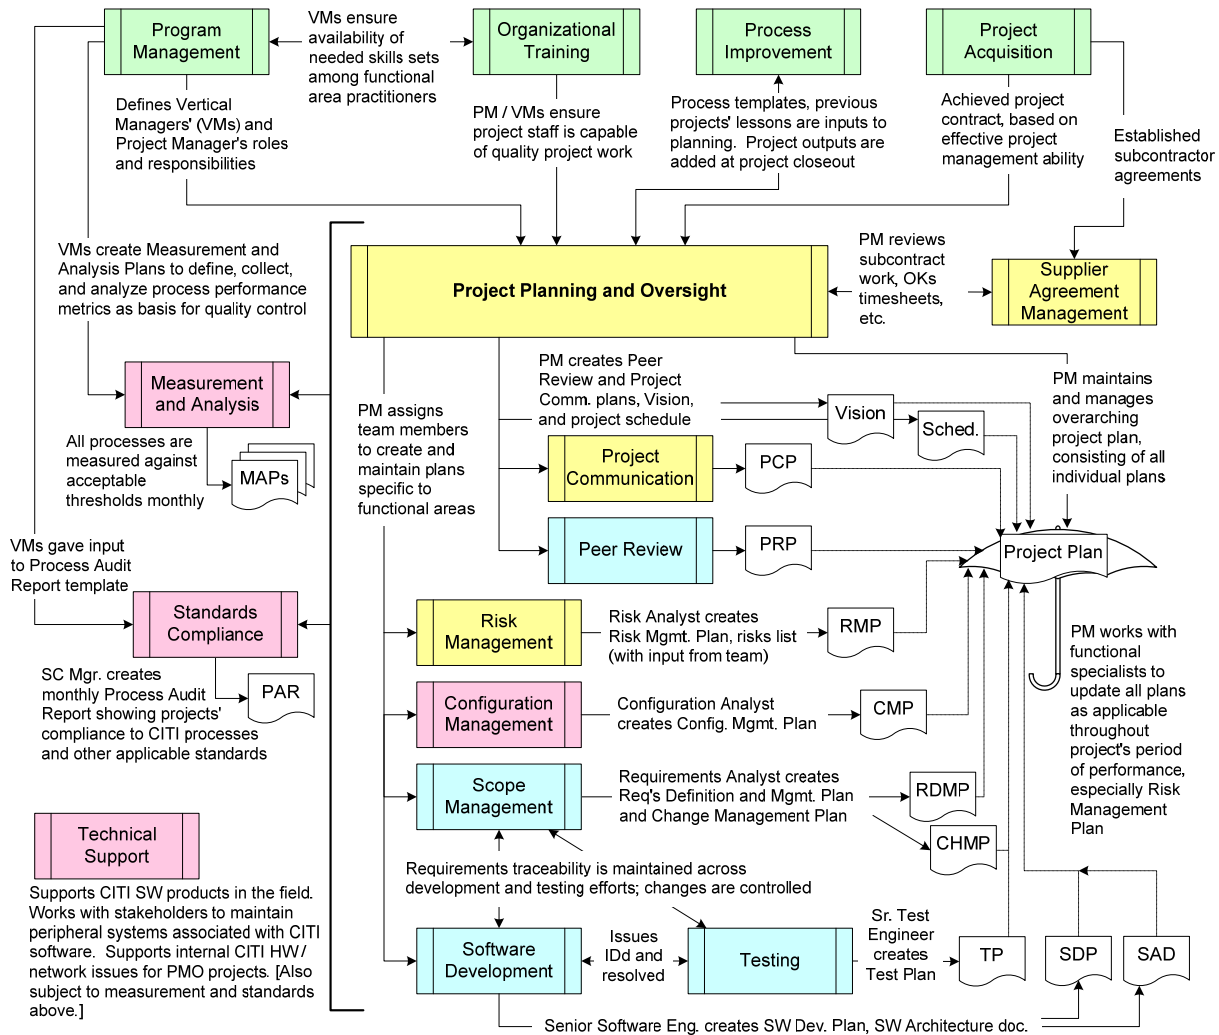 Program
Management
VMs ensure
availability of
needed skills sets
among functional
area practitioners
Organizational
Training
Process
Improvement
Project
Acquisition
Defines Vertical
Managers' (VMs) and
Project Manager's roles
and responsibilities
PM / VMs ensure
project staff is capable
of quality project work
Process templates, previous
projects' lessons are inputs to
planning. Project outputs are
added at project closeout
Achieved project
contract, based on
effective project
management ability
Established
subcontractor
agreements
VMs create Measurement and
Analysis Plans to define, collect,
and analyze process performance
metrics as basis for quality control
Project Planning and Oversight
PM reviews
subcontract
work, OKs
timesheets,
etc.
Supplier
Agreement
Management
Measurement
and Analysis
All processes are
measured against
acceptable
thresholds monthly
MAPs
PM assigns
team members
to create and
maintain plans
specific to
functional areas
PM creates Peer
Review and Project
Comm. plans, Vision,
and project schedule
Vision
Sched.
PM maintains
and manages
overarching
project plan,
consisting of all
individual plans
Project
Communication
PCP
Peer Review
PRP
Project Plan
VMs gave input
to Process Audit
Report template
Standards
Compliance
SC Mgr. creates
monthly Process Audit
Report showing projects'
compliance to CITI processes
and other applicable standards
PAR
Risk
Management
Risk Analyst creates
Risk Mgmt. Plan, risks list
(with input from team)
RMP
Configuration
Management
Configuration Analyst
creates Config. Mgmt. Plan
CMP
PM works with
functional
specialists to
update all plans
as applicable
throughout
project's period
of performance,
especially Risk
Management
Plan
Scope
Management
Requirements Analyst creates
Req's Definition and Mgmt. Plan
and Change Management Plan
RDMP
CHMP
Technical
Support
Supports CITI SW products in the field.
Works with stakeholders to maintain
peripheral systems associated with CITI
software. Supports internal CITI HW /
network issues for PMO projects. [Also
subject to measurement and standards
above.]
Requirements traceability is maintained across
development and testing efforts; changes are controlled
Software
Development
Issues
IDd and
resolved
Testing
Sr. Test
Engineer
creates
Test Plan
TP
SDP
SAD
Senior Software Eng. creates SW Dev. Plan, SW Architecture doc.